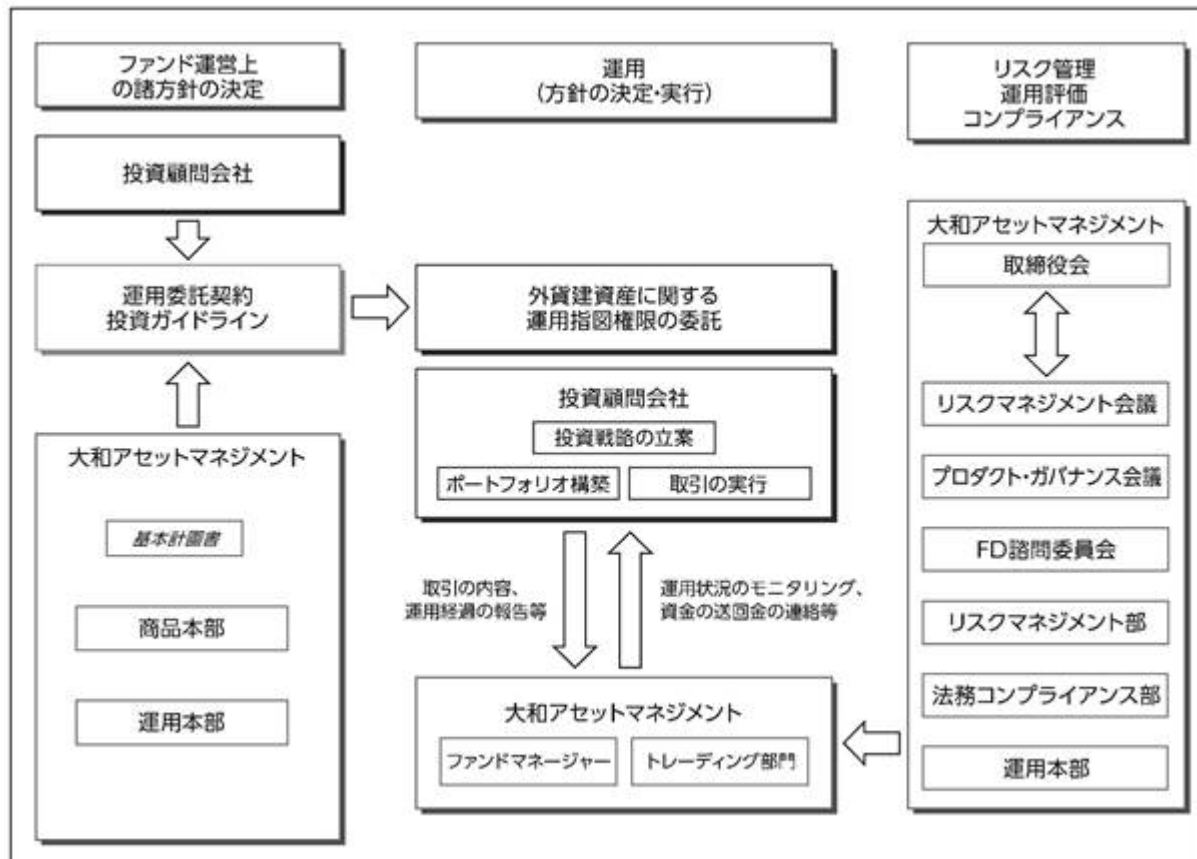 ファンド運営上
の諸方針の決定
運用
（方針の決定・実行）
リスク管理
運用評価
コンプライアンス
投資顧問会社
運用委託契約
投資ガイドライン
大和アセットマネジメント
基本計画書
商品本部
運用本部
外貨建資産に関する
運用指図権限の委託
投資顧問会社
投資戦略の立案
ポートフォリオ構築
取引の実行
取引の内容、
運用経過の報告等
運用状況のモニタリング、
資金の送回金の連絡等
大和アセットマネジメント
ファンドマネージャー
トレーディング部門
大和アセットマネジメント
取締役会
リスクマネジメント会議
プロダクト・ガバナンス会議
FD諮問委員会
リスクマネジメント部
法務コンプライアンス部
運用本部